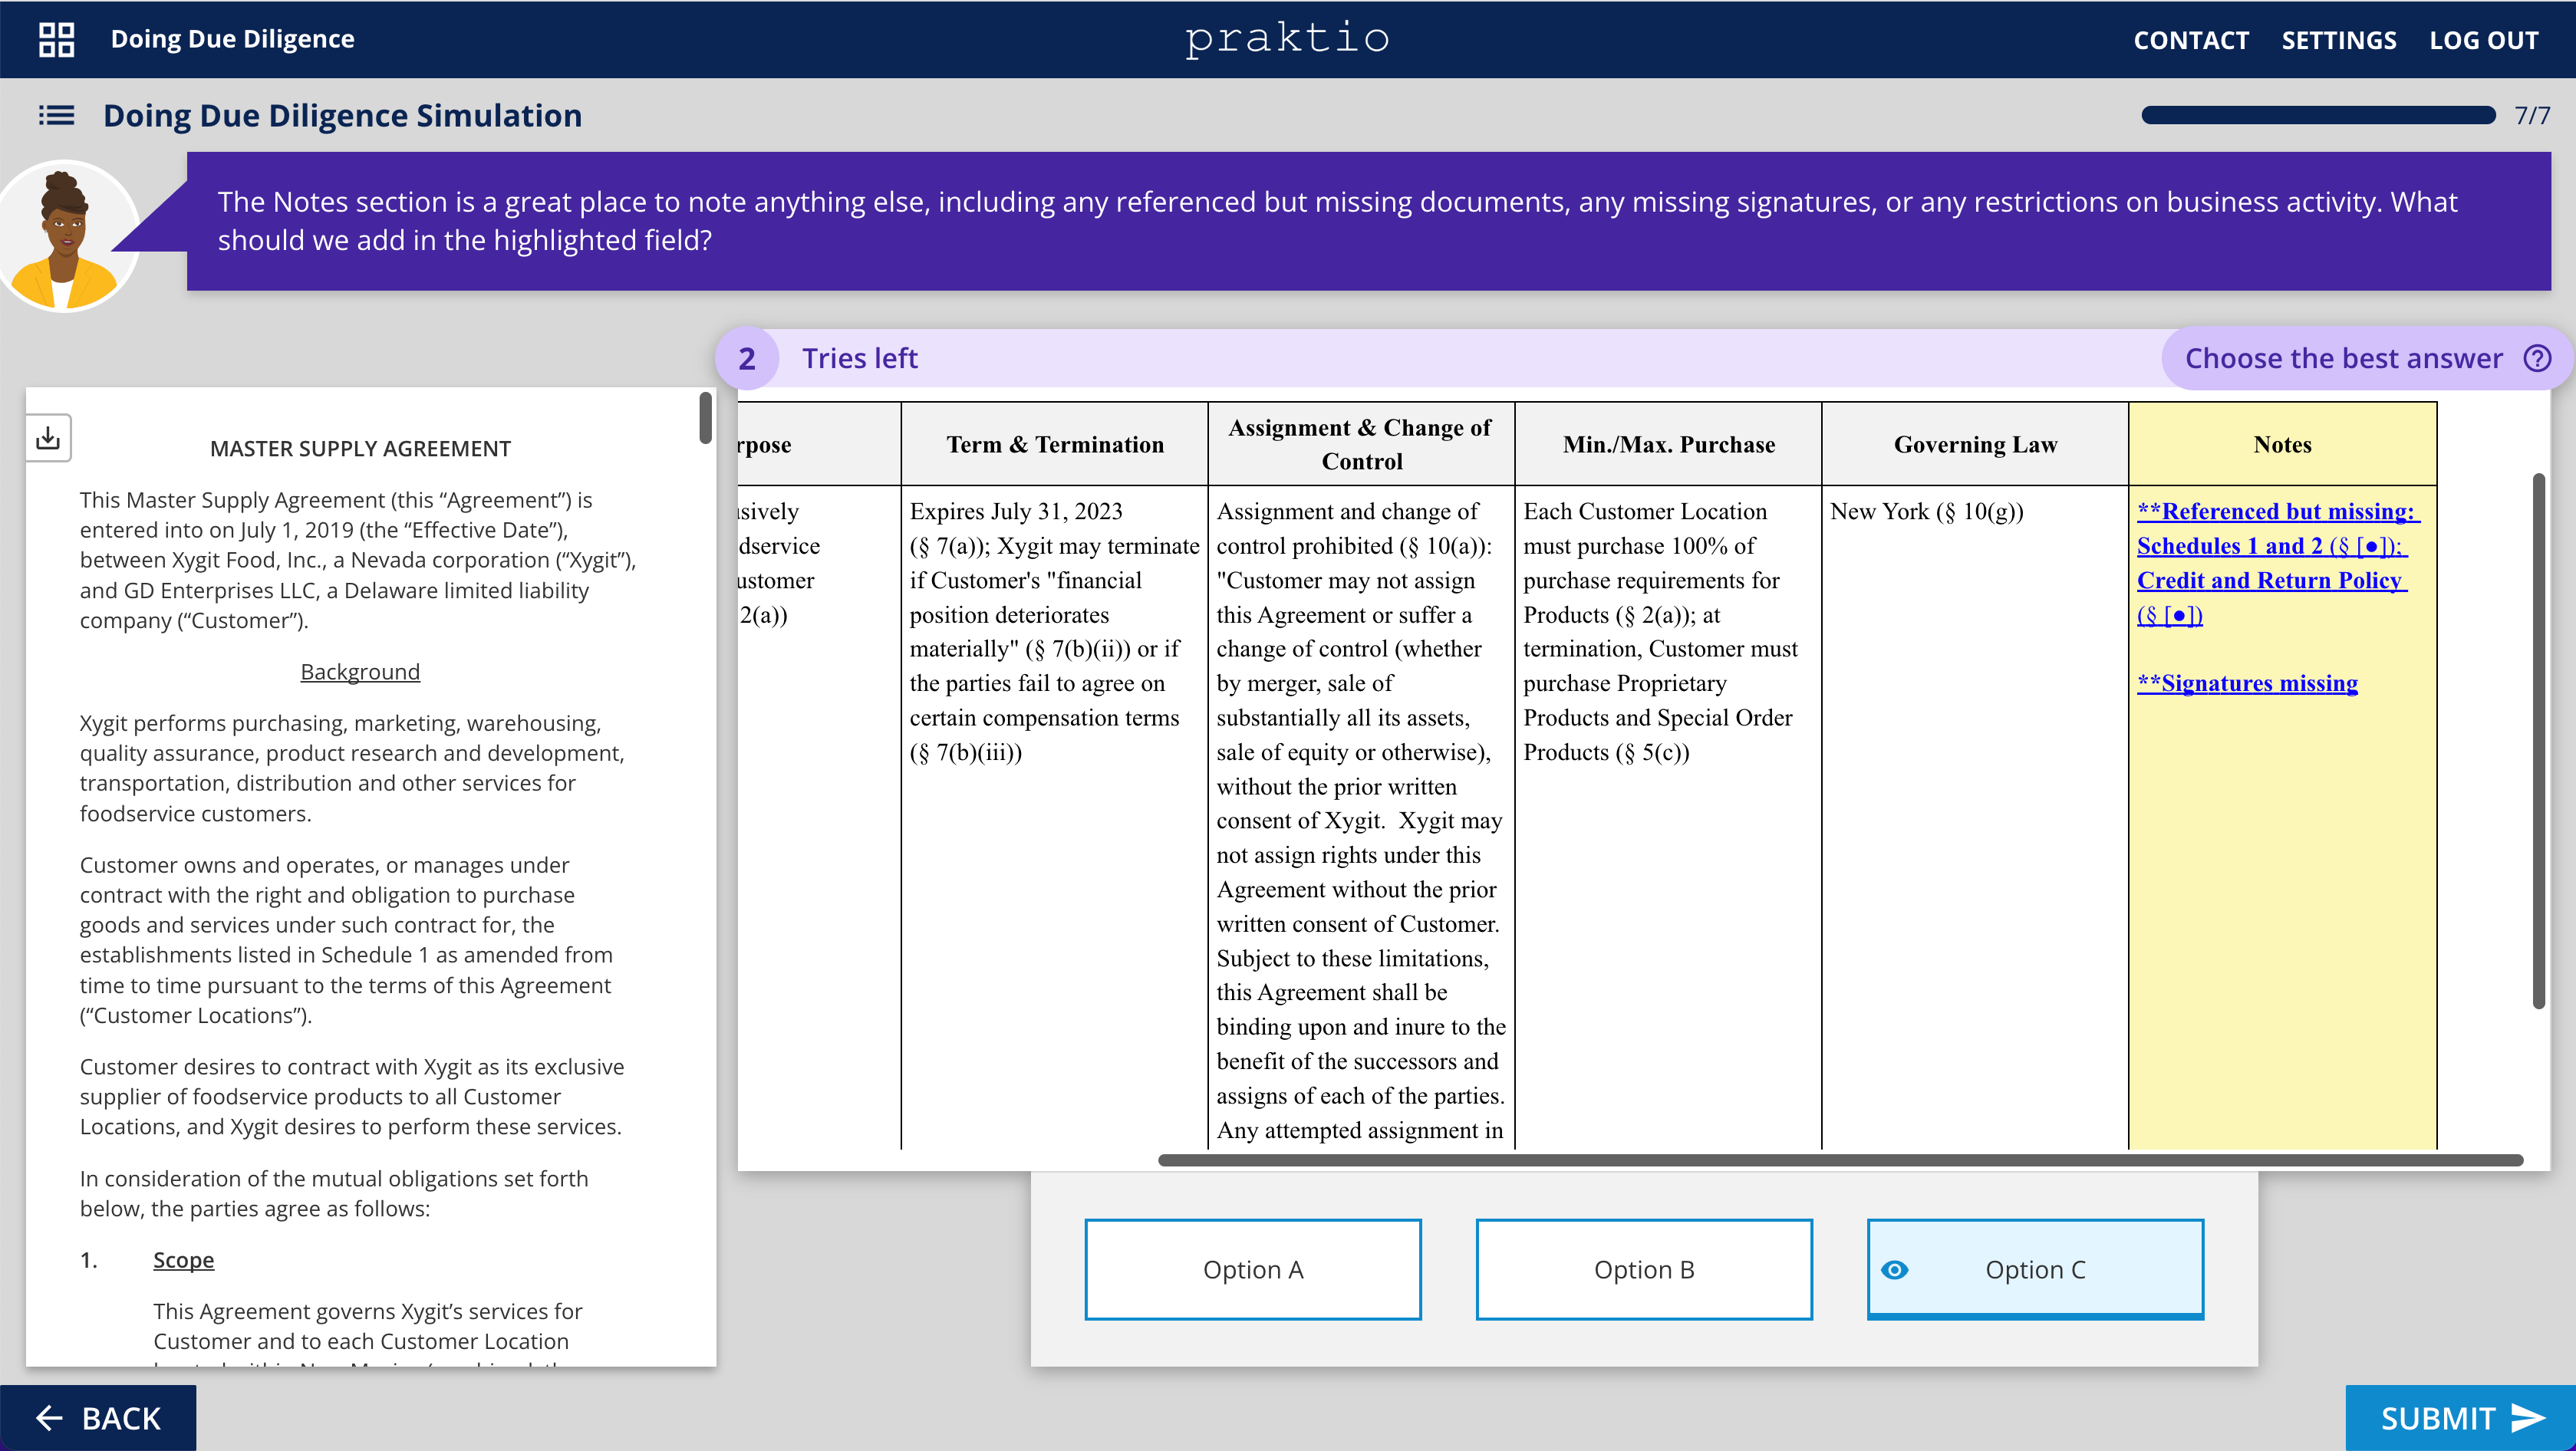 Doing Due Diligence
praktio
CONTACT SETTINGS LOG OUT
Doing Due Diligence Simulation
7/7
The Notes section is a great place to note anything else, including any referenced but missing documents, any missing signatures, or any restrictions on business activity. What
should we add in the highlighted field?
2 Tries left
Choose the best answer
MASTER SUPPLY AGREEMENT
This Master Supply Agreement (this “Agreement”) is
entered into on July 1, 2019 (the “Effective Date”),
between Xygit Food, Inc., a Nevada corporation (“Xygit”),
and GD Enterprises LLC, a Delaware limited liability
company (“Customer”).
Background
Xygit performs purchasing, marketing, warehousing,
quality assurance, product research and development,
transportation, distribution and other services for
foodservice customers.
Customer owns and operates, or manages under
contract with the right and obligation to purchase
goods and services under such contract for, the
establishments listed in Schedule 1 as amended from
time to time pursuant to the terms of this Agreement
(“Customer Locations”).
Customer desires to contract with Xygit as its exclusive
supplier of foodservice products to all Customer
Locations, and Xygit desires to perform these services.
In consideration of the mutual obligations set forth
below, the parties agree as follows:
1. Scope
This Agreement governs Xygit’s services for
Customer and to each Customer Location
rpose
usively
dservice
ustomer
2(a))
Term & Termination
Expires July 31, 2023
(§ 7(a)); Xygit may terminate
if Customer's "financial
position deteriorates
materially" (§ 7(b)(ii)) or if
the parties fail to agree on
certain compensation terms
(§ 7(b)(iii))
Assignment & Change of
Control
Assignment and change of
control prohibited (§ 10(a)):
"Customer may not assign
this Agreement or suffer a
change of control (whether
by merger, sale of
substantially all its assets,
sale of equity or otherwise),
without the prior written
consent of Xygit.  Xygit may
not assign rights under this
Agreement without the prior
written consent of Customer.
Subject to these limitations,
this Agreement shall be
binding upon and inure to the
benefit of the successors and
assigns of each of the parties.
Any attempted assignment in
Min./Max. Purchase
Each Customer Location
must purchase 100% of
purchase requirements for
Products (§ 2(a)); at
termination, Customer must
purchase Proprietary
Products and Special Order
Products (§ 5(c))
Governing Law
New York (§ 10(g))
Notes
**Referenced but missing:
Schedules 1 and 2 (§ [●]);
Credit and Return Policy
(§ [●])
**Signatures missing
Option A
Option B
Option C
BACK
SUBMIT